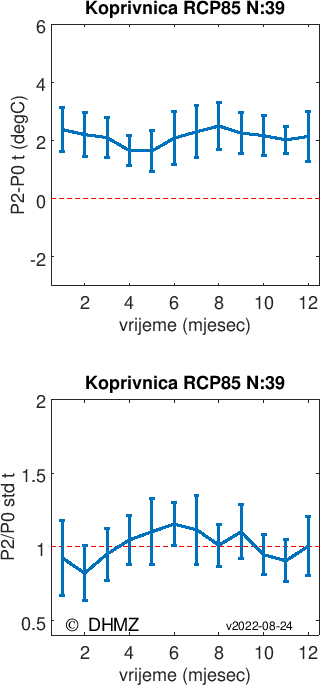 Koprivnica RCP85 N:39
6
4
2
0
-2
P2-P0 t (degC)
2 4 6 8 10 12
vrijeme (mjesec)
Koprivnica RCP85 N:39
2
1.5
1
0.5
P2/P0 std t
© DHMZ v2022-08-24
2 4 6 8 10 12
vrijeme (mjesec)